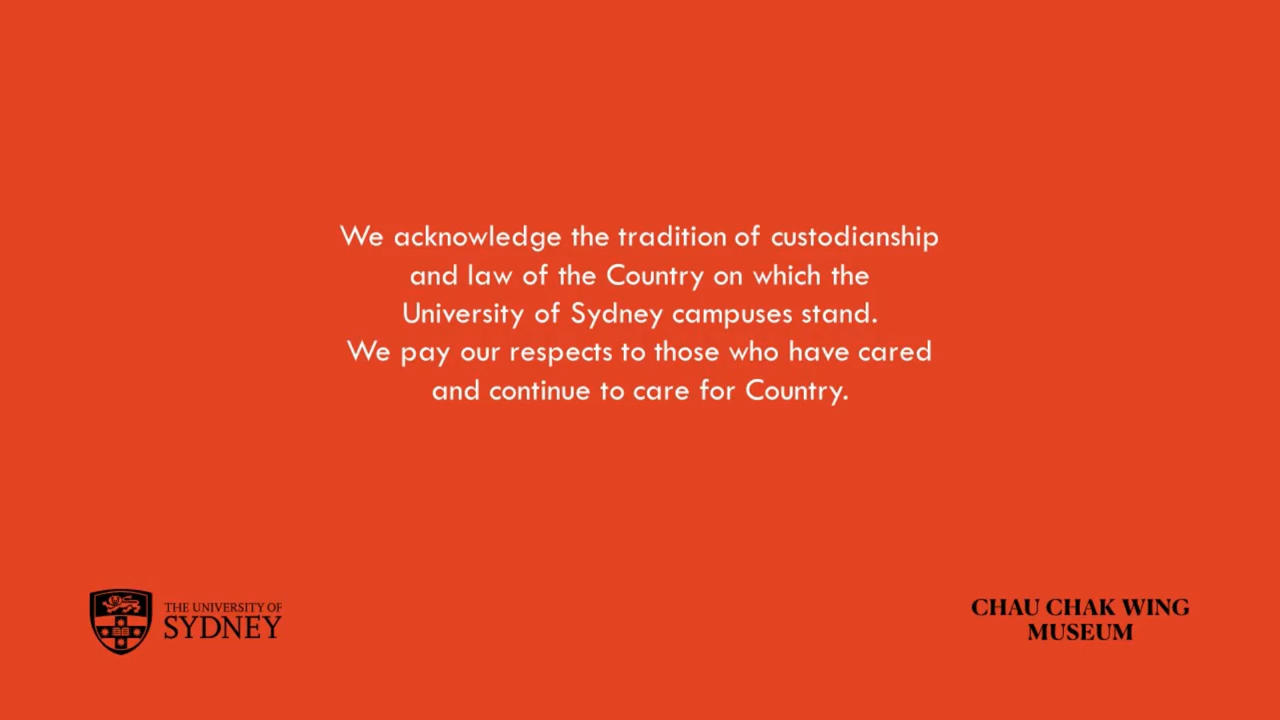 We acknowledge the tradition of custodianship
and law of the Country on which the
University of Sydney campuses stand.
We pay our respects to those who have cared
and continue to care for Country.
THE UNIVERSITY OF
SYDNEY
CHAU CHAK WING
MUSEUM